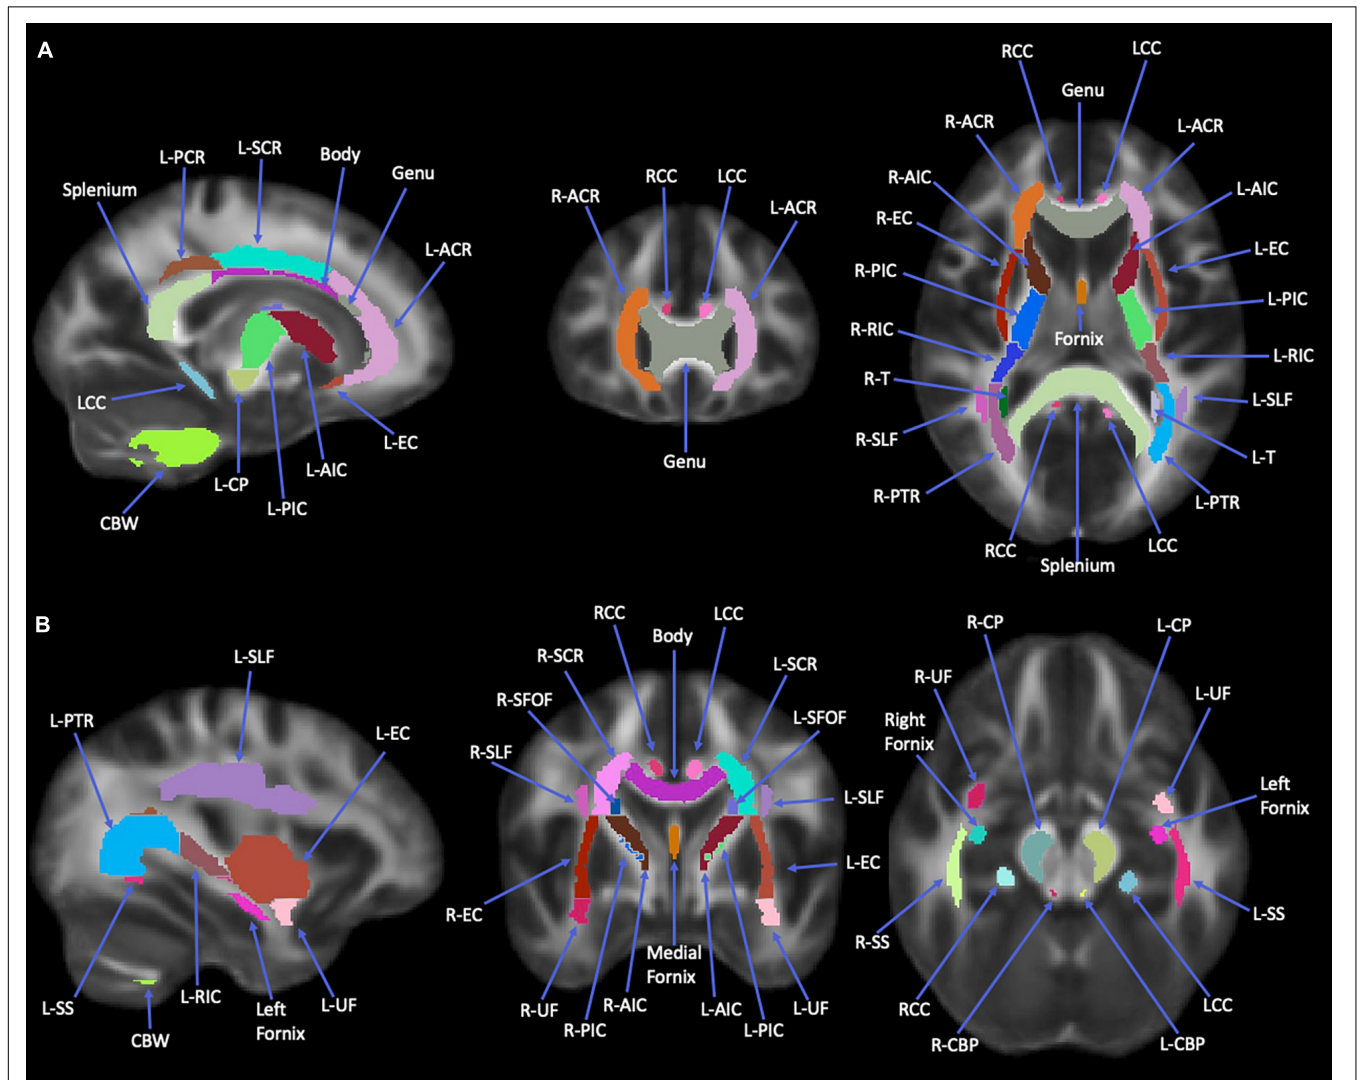 A
L-PCR
L-SCR
Body
Splenium
Genu
L-ACR
LCC
L-EC
L-AIC
L-CP
L-PIC
CBW
R-ACR
RCC
LCC
L-ACR
Genu
RCC
LCC
Genu
R-ACR
L-ACR
R-AIC
L-AIC
R-EC
L-EC
R-PIC
L-PIC
Fornix
R-RIC
L-RIC
R-T
L-SLF
R-SLF
L-T
R-PTR
L-PTR
RCC
LCC
Splenium
B
L-SLF
L-PTR
L-EC
L-SS
L-RIC
Left
Fornix
L-UF
CBW
RCC
LCC
Body
R-SCR
L-SCR
R-SFOF
L-SFOF
R-SLF
L-SLF
L-EC
R-EC
Medial
Fornix
R-UF
R-AIC
L-AIC
L-UF
R-PIC
L-PIC
R-CP
L-CP
R-UF
L-UF
Right
Fornix
Left
Fornix
R-SS
L-SS
RCC
LCC
R-CBP
L-CBP